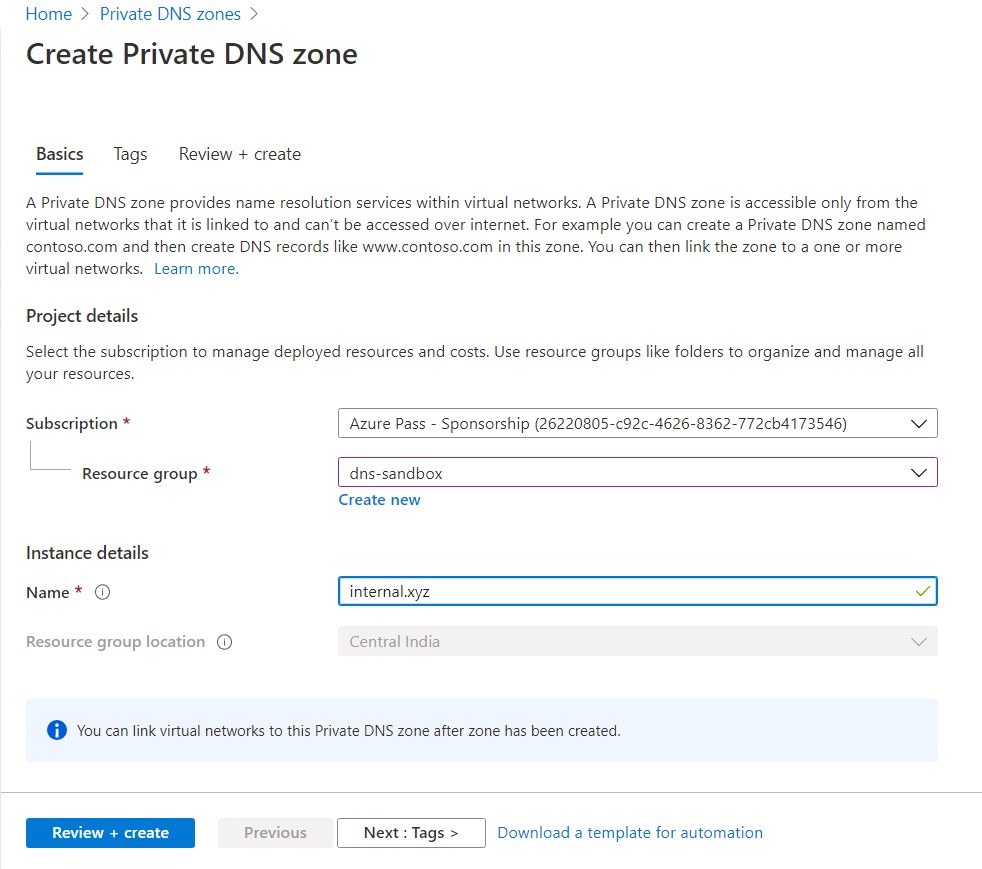 Home > Private DNS zones >
Create Private DNS zone
Basics Tags Review + create
A Private DNS zone provides name resolution services within virtual networks. A Private DNS zone is accessible only from the
virtual networks that it is linked to and can't be accessed over internet. For example you can create a Private DNS zone named
contoso.com and then create DNS records like www.contoso.com in this zone. You can then link the zone to a one or more
virtual networks. Learn more.
Project details
Select the subscription to manage deployed resources and costs. Use resource groups like folders to organize and manage all
your resources.
Subscription * Azure Pass - Sponsorship (26220805-c92c-4626-8362-772cb4173546)
Resource group * dns-sandbox
Create new
Instance details
Name * internal.xyz
Resource group location Central India
You can link virtual networks to this Private DNS zone after zone has been created.
Review + create Previous Next : Tags > Download a template for automation